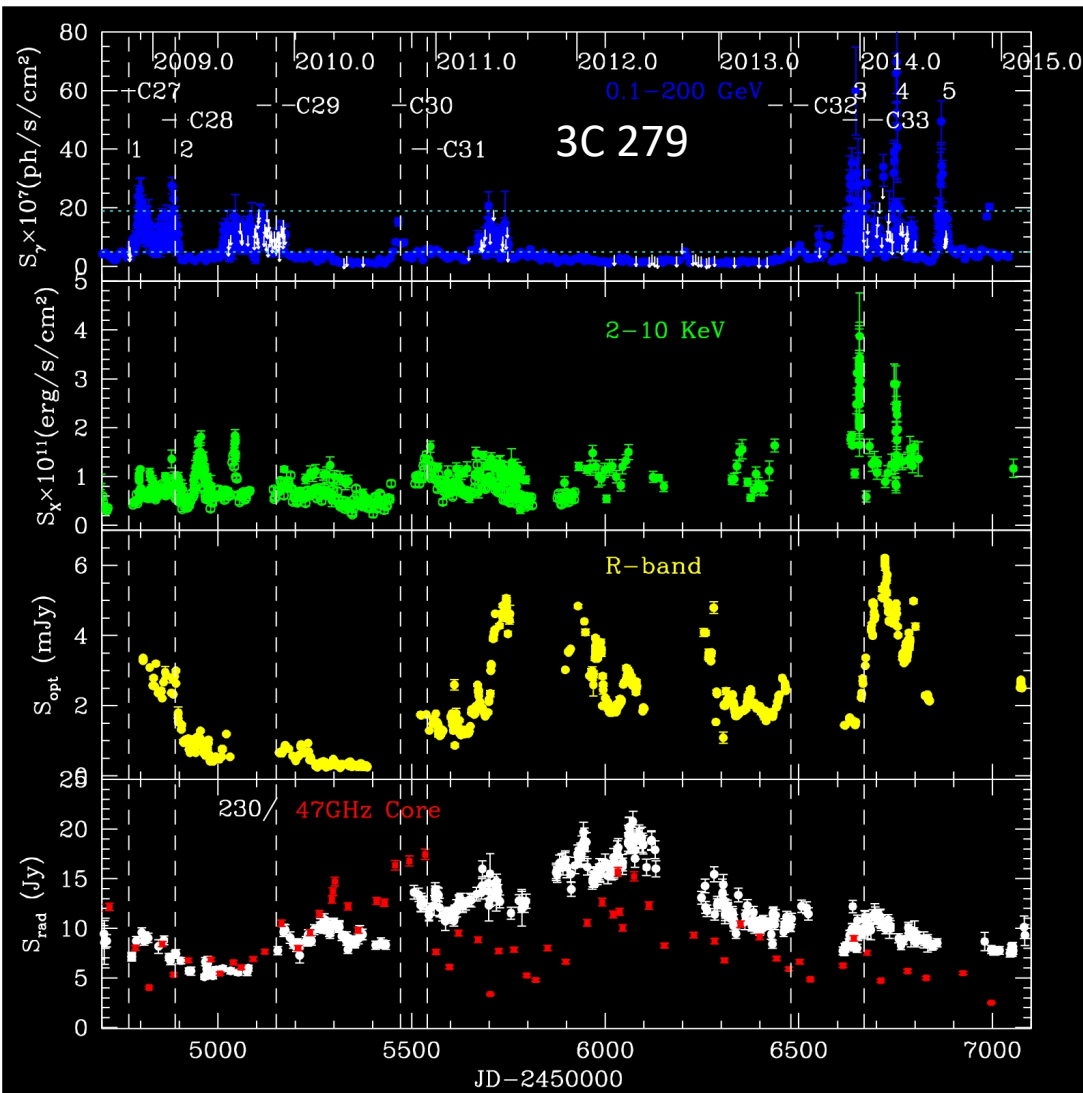 80
2009.0 2010.0 2011.0 2012.0 2013.0 2014.0 2015.0
C27 C29 C30 0.1−200 GeV C32 3 4 5
C28 C31 3C 279 C33
1 2
60
40
20
0
Sγ×10⁷(ph/s/cm²)
5
2−10 KeV
4
3
2
1
0
SX×10¹¹(erg/s/cm²)
R−band
6
4
2
0
Sopt (mJy)
25
230/ 47GHz Core
20
15
10
5
0
Srad (Jy)
5000 5500 6000 6500 7000
JD−2450000